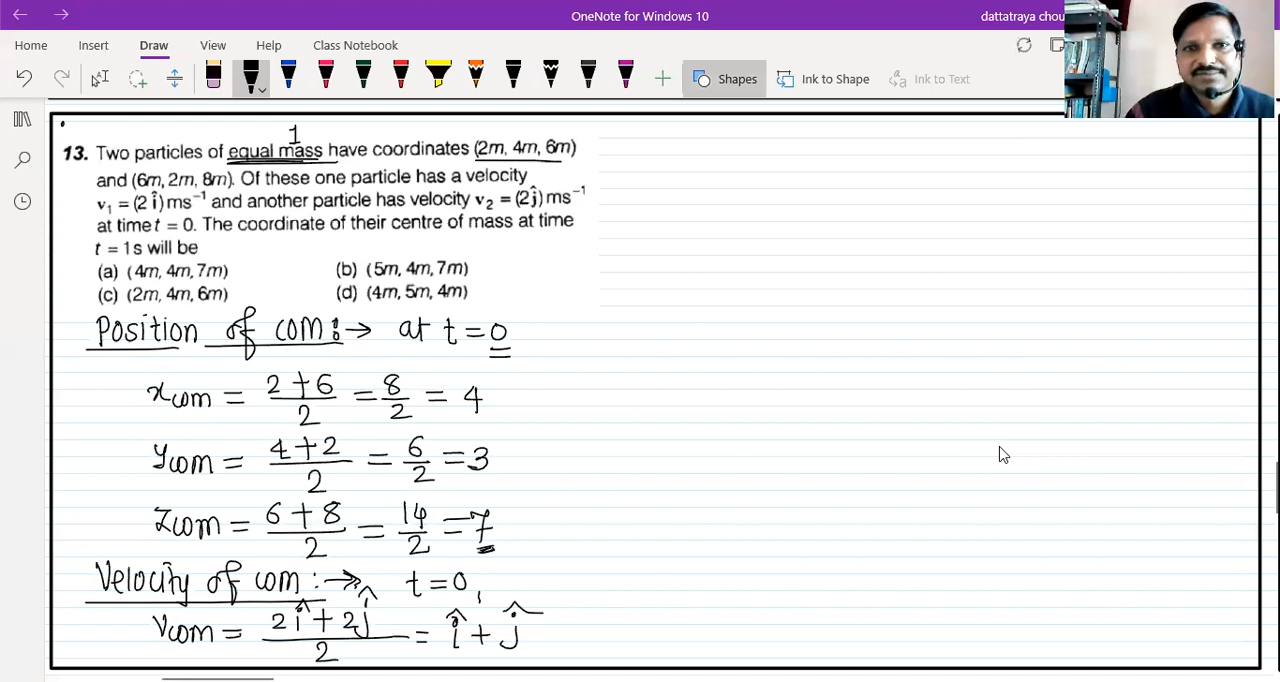 OneNote for Windows 10
dattatraya chou
Home Insert Draw View Help Class Notebook
Shapes Ink to Shape Ink to Text
1
13. Two particles of equal mass have coordinates (2m, 4m, 6m)
and (6m, 2m, 8m). Of these one particle has a velocity
v₁ = (2 î) ms⁻¹ and another particle has velocity v₂ = (2ĵ) ms⁻¹
at time t = 0. The coordinate of their centre of mass at time
t = 1s will be
(a) (4m, 4m, 7m) (b) (5m, 4m, 7m)
(c) (2m, 4m, 6m) (d) (4m, 5m, 4m)
Position of com :→ at t = 0
xcom = (2 + 6)/2 = 8/2 = 4
Ycom = (4 + 2)/2 = 6/2 = 3
Zcom = (6 + 8)/2 = 14/2 = 7
Velocity of com :→ t = 0,
Vcom = (2î + 2ĵ)/2 = î + ĵ